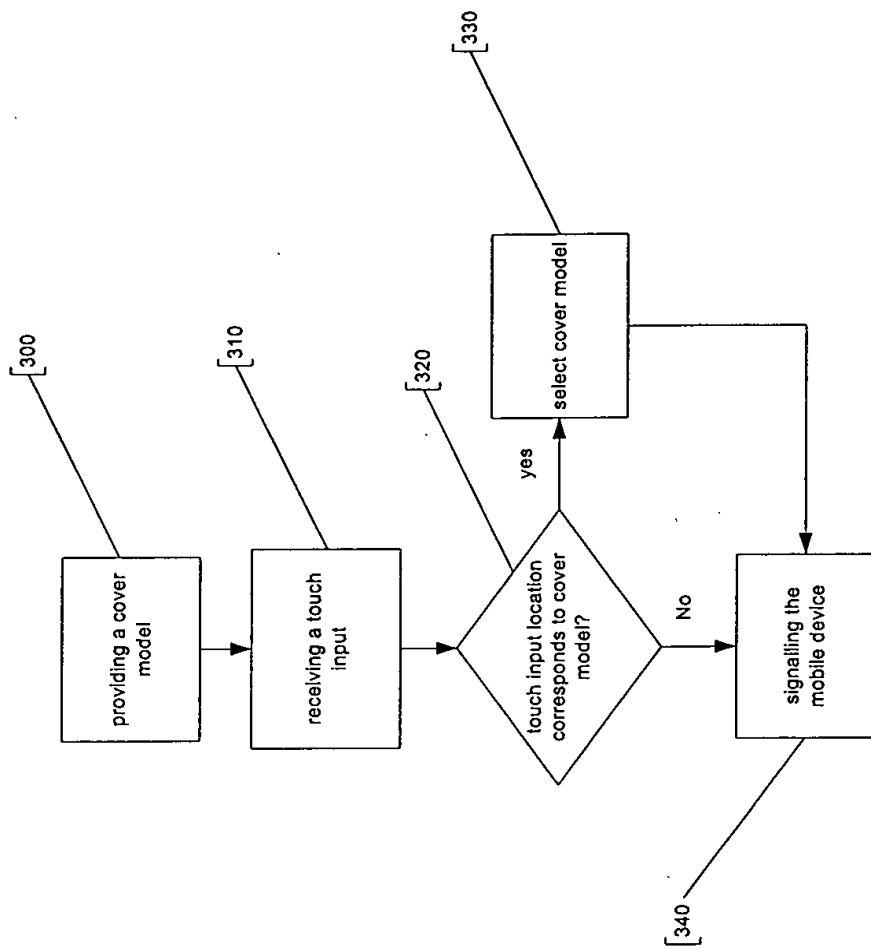 [300
providing a cover
model
[310
receiving a touch
input
[320
touch input location
corresponds to cover
model?
yes
[330
select cover model
No
signalling the
mobile device
[340